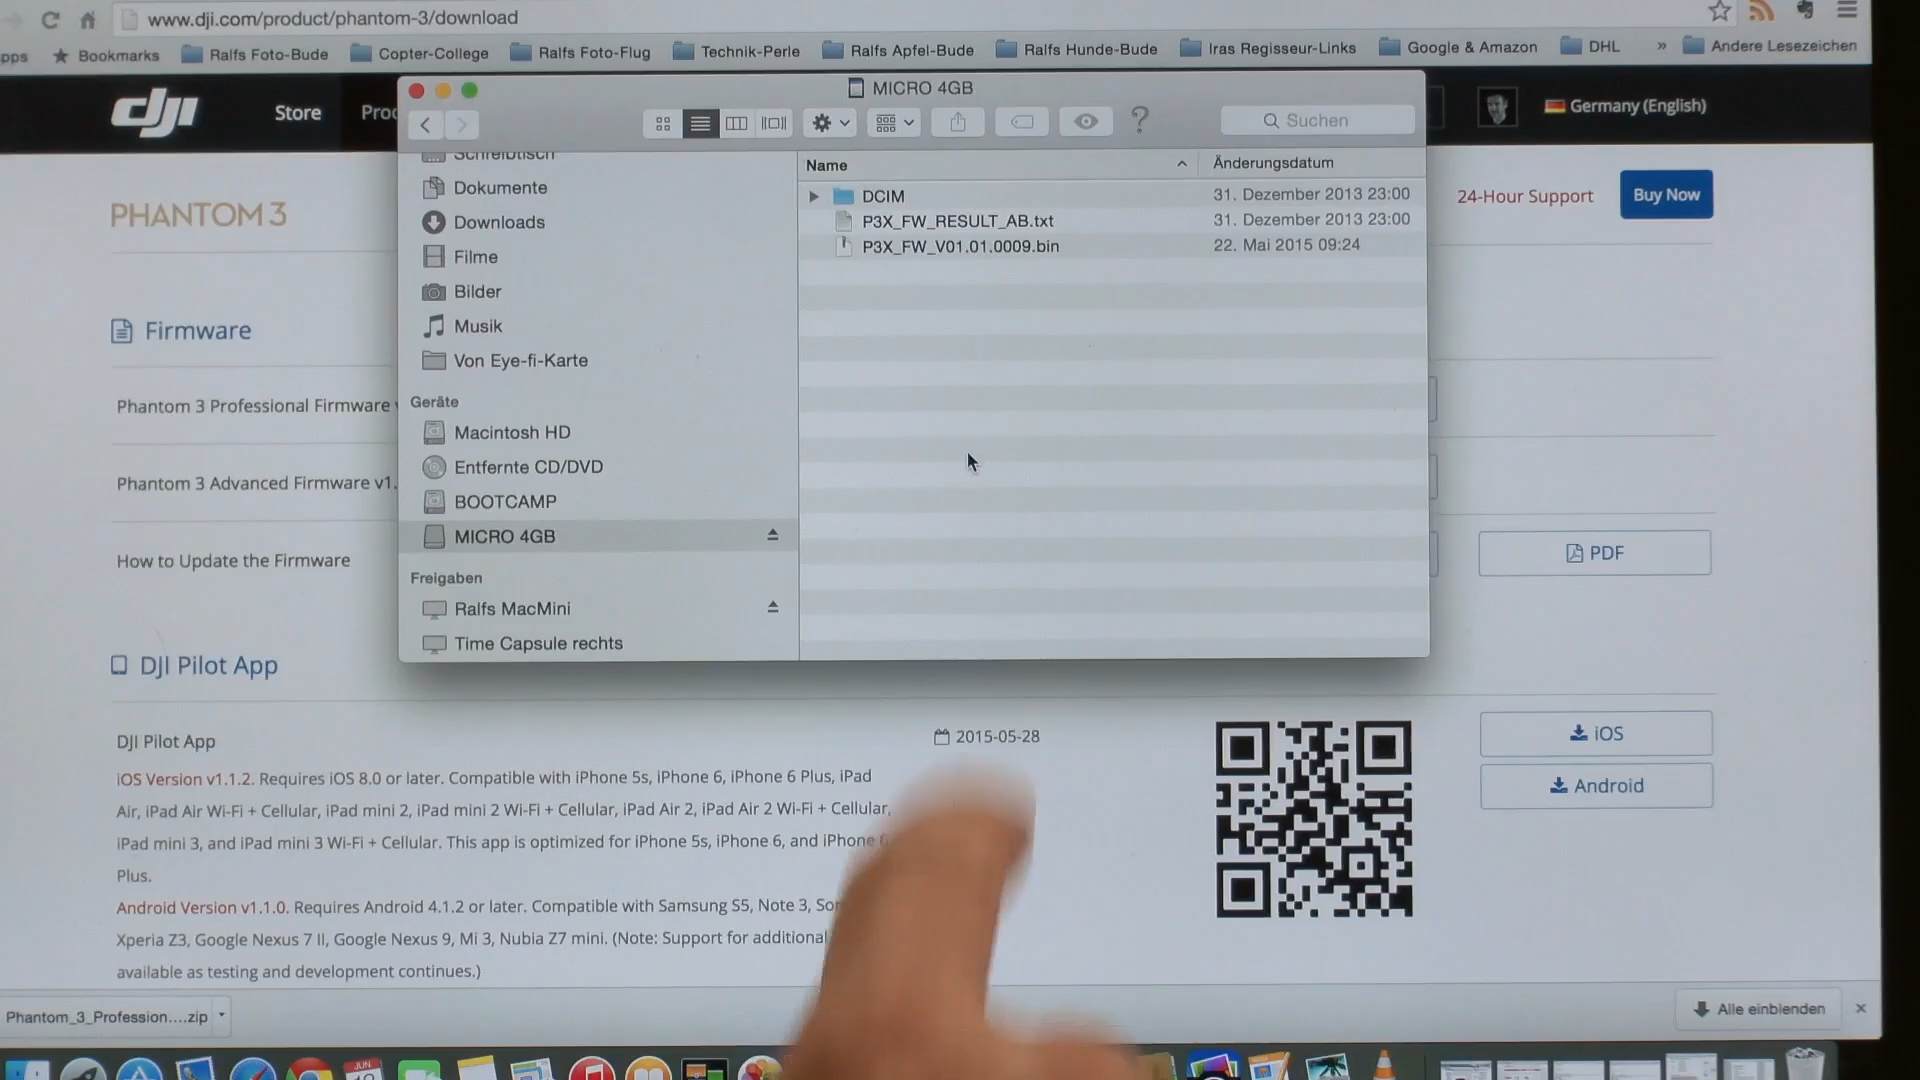 www.dji.com/product/phantom-3/download
pps
Bookmarks
Ralfs Foto-Bude
Copter-College
Ralfs Foto-Flug
Technik-Perle
Ralfs Apfel-Bude
Ralfs Hunde-Bude
Iras Regisseur-Links
Google & Amazon
DHL
»
Andere Lesezeichen
dji
Store
Pro
MICRO 4GB
Suchen
Germany (English)
Schreibtisch
Dokumente
Downloads
Filme
Bilder
Musik
Von Eye-fi-Karte
Geräte
Macintosh HD
Entfernte CD/DVD
BOOTCAMP
MICRO 4GB
Freigaben
Ralfs MacMini
Time Capsule rechts
Name
Änderungsdatum
DCIM
31. Dezember 2013 23:00
P3X_FW_RESULT_AB.txt
31. Dezember 2013 23:00
P3X_FW_V01.01.0009.bin
22. Mai 2015 09:24
PHANTOM 3
24-Hour Support
Buy Now
Firmware
Phantom 3 Professional Firmware
Phantom 3 Advanced Firmware v1.
How to Update the Firmware
PDF
DJI Pilot App
DJI Pilot App
2015-05-28
iOS Version v1.1.2. Requires iOS 8.0 or later. Compatible with iPhone 5s, iPhone 6, iPhone 6 Plus, iPad
Air, iPad Air Wi-Fi + Cellular, iPad mini 2, iPad mini 2 Wi-Fi + Cellular, iPad Air 2, iPad Air 2 Wi-Fi + Cellular,
iPad mini 3, and iPad mini 3 Wi-Fi + Cellular. This app is optimized for iPhone 5s, iPhone 6, and iPhone 6
Plus.
Android Version v1.1.0. Requires Android 4.1.2 or later. Compatible with Samsung S5, Note 3, So
Xperia Z3, Google Nexus 7 II, Google Nexus 9, Mi 3, Nubia Z7 mini. (Note: Support for additional
available as testing and development continues.)
iOS
Android
Phantom_3_Profession....zip
Alle einblenden
JUN